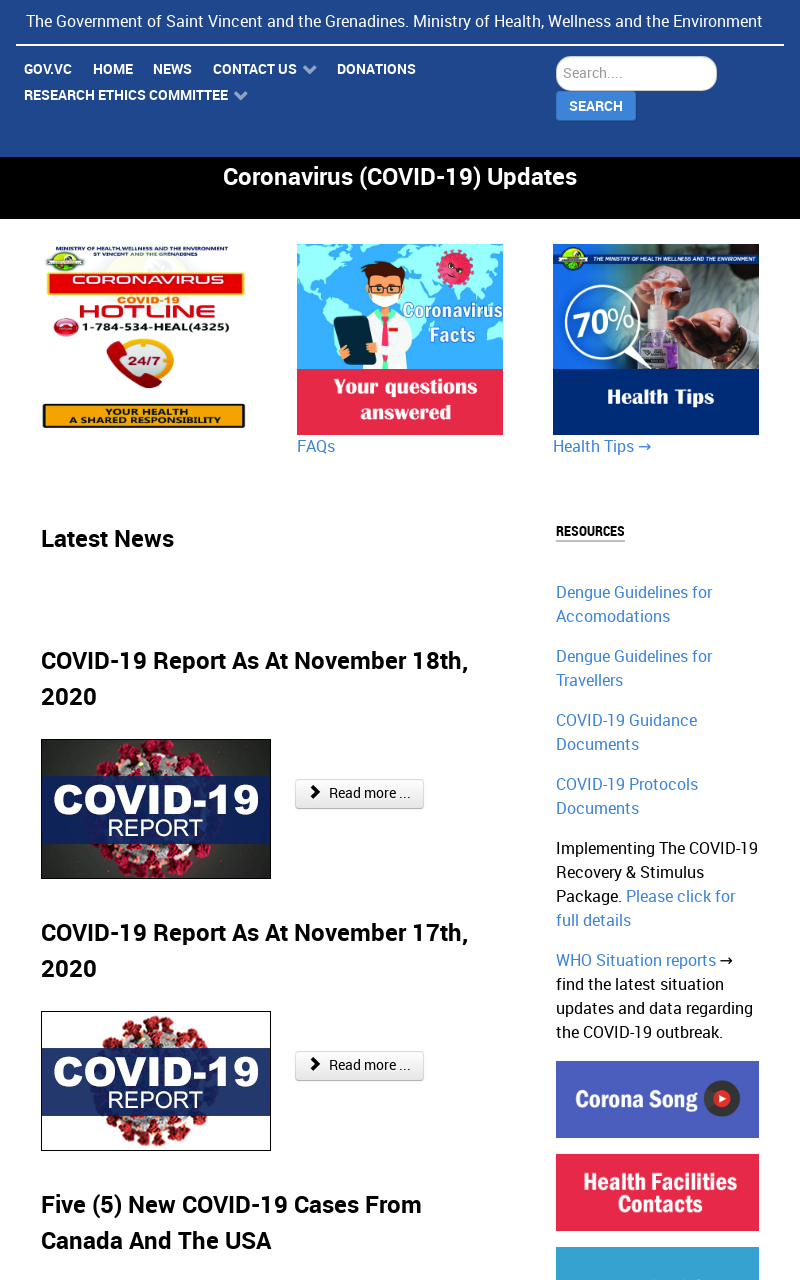 The Government of Saint Vincent and the Grenadines. Ministry of Health, Wellness and the Environment
GOV.VC HOME NEWS CONTACT US DONATIONS
RESEARCH ETHICS COMMITTEE
Search....
SEARCH
Coronavirus (COVID-19) Updates
MINISTRY OF HEALTH,WELLNESS AND THE ENVIRONMENT
ST VINCENT AND THE GRENADINES
CORONAVIRUS
COVID-19
HOTLINE
1-784-534-HEAL(4325)
24/7
YOUR HEALTH
A SHARED RESPONSIBILITY
Coronavirus
Facts
Your questions
answered
FAQs
THE MINISTRY OF HEALTH WELLNESS AND THE ENVIRONMENT
70%
Health Tips
Health Tips →
Latest News
COVID-19 Report As At November 18th,
2020
COVID-19
REPORT
Read more ...
COVID-19 Report As At November 17th,
2020
COVID-19
REPORT
Read more ...
Five (5) New COVID-19 Cases From
Canada And The USA
RESOURCES
Dengue Guidelines for
Accomodations
Dengue Guidelines for
Travellers
COVID-19 Guidance
Documents
COVID-19 Protocols
Documents
Implementing The COVID-19
Recovery & Stimulus
Package. Please click for
full details
WHO Situation reports →
find the latest situation
updates and data regarding
the COVID-19 outbreak.
Corona Song
Health Facilities
Contacts